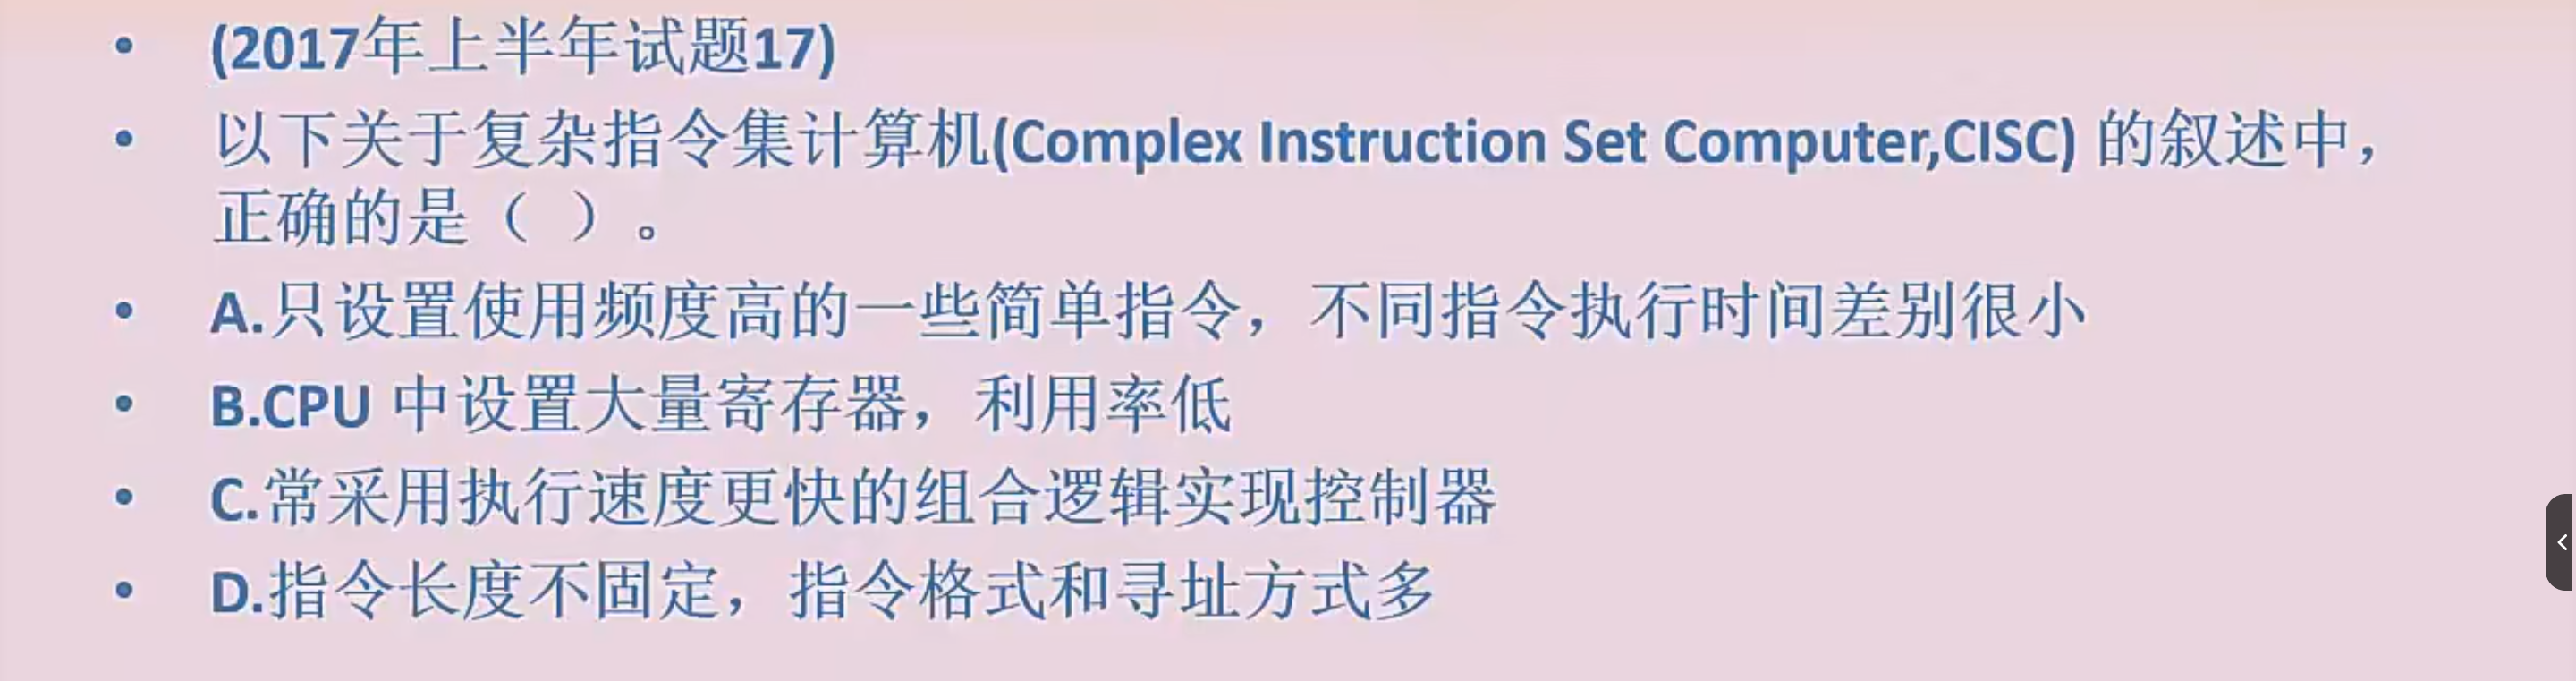 • (2017年上半年试题17)
• 以下关于复杂指令集计算机(Complex Instruction Set Computer,CISC) 的叙述中，
正确的是（ ）。
• A.只设置使用频度高的一些简单指令，不同指令执行时间差别很小
• B.CPU 中设置大量寄存器，利用率低
• C.常采用执行速度更快的组合逻辑实现控制器
• D.指令长度不固定，指令格式和寻址方式多